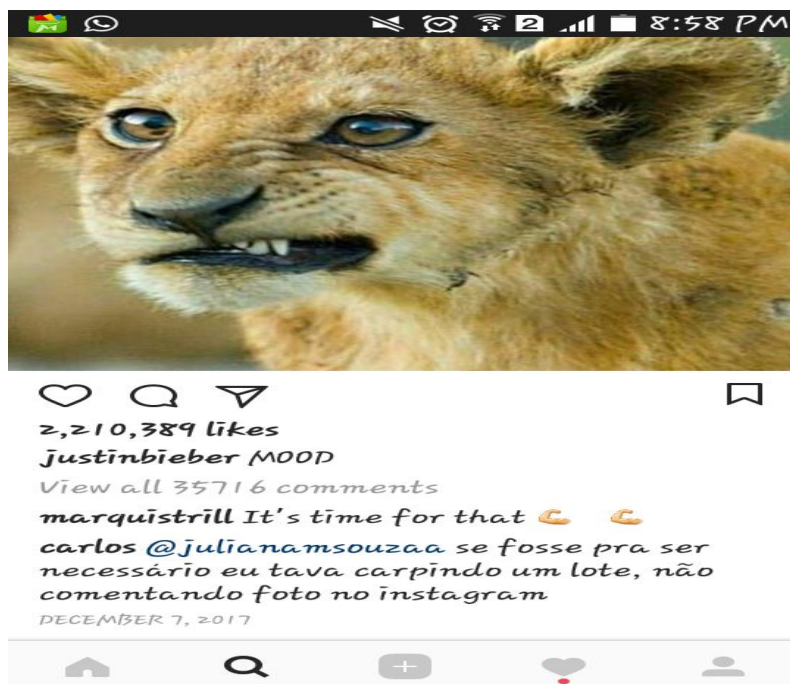 2 8:58 PM
2,210,389 likes
justinbieber MOOD
View all 35716 comments
marquistrill It's time for that 💪 💪
carlos @julianamsouzaa se fosse pra ser
necessário eu tava carpindo um lote, não
comentando foto no instagram
DECEMBER 7, 2017